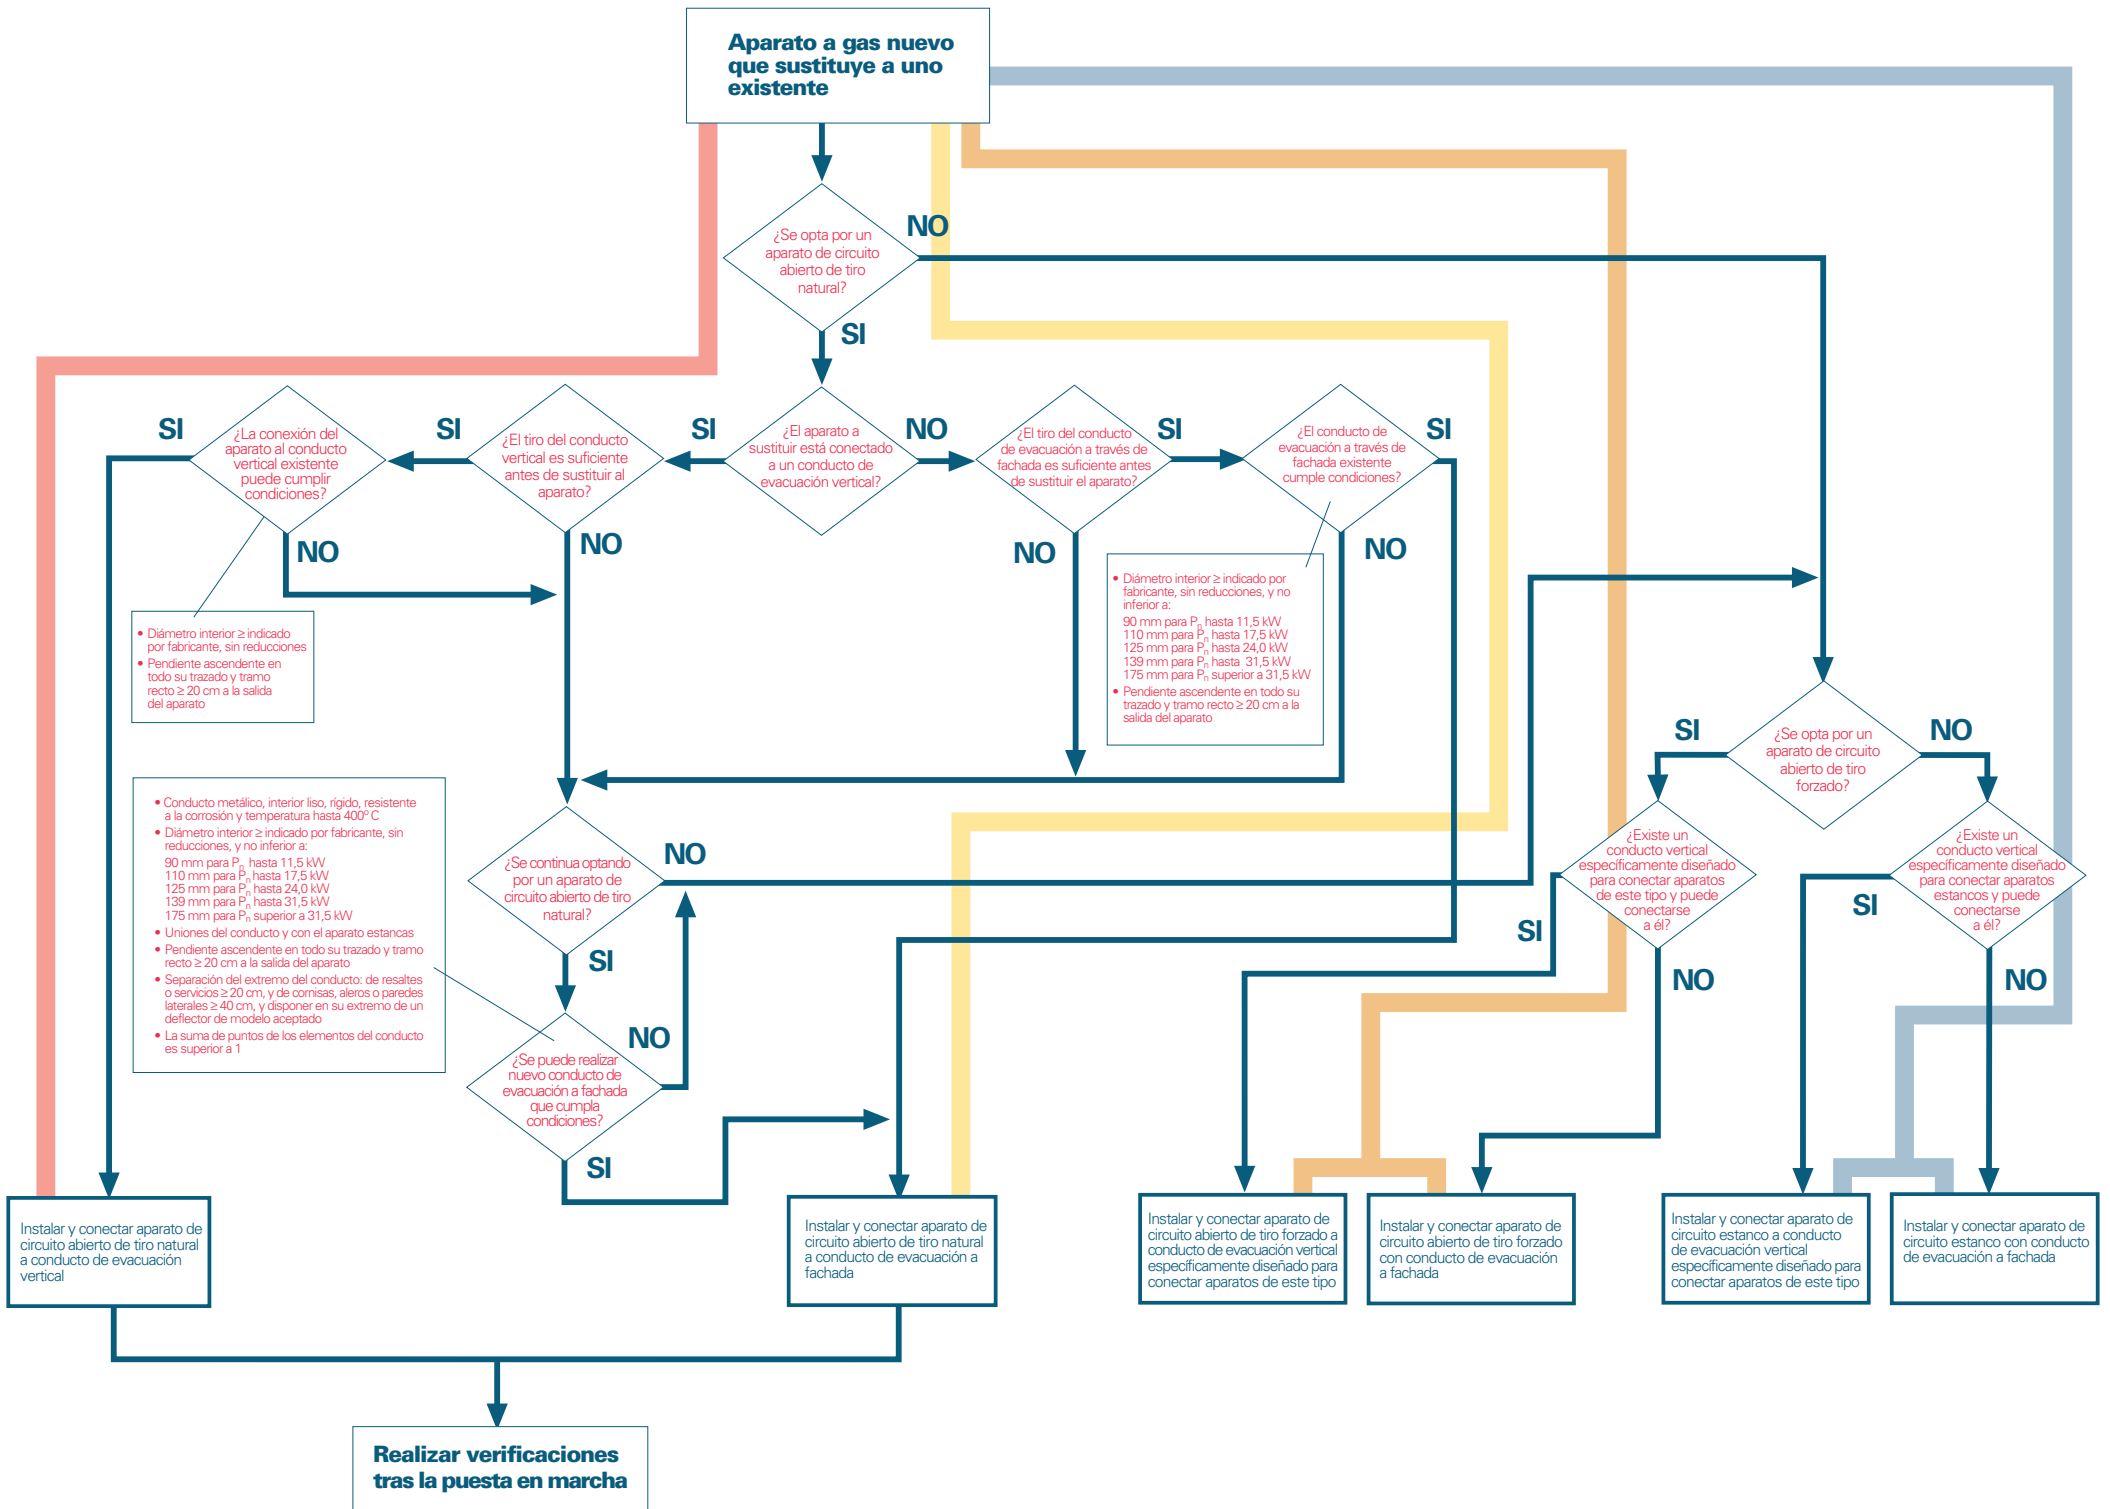 Aparato a gas nuevo
que sustituye a uno
existente
¿Se opta por un
aparato de circuito
abierto de tiro
natural?
NO
SI
¿La conexión del
aparato al conducto
vertical existente
puede cumplir
condiciones?
SI
NO
¿El tiro del conducto
vertical es suficiente
antes de sustituir al
aparato?
SI
NO
¿El aparato a
sustituir está conectado
a un conducto de
evacuación vertical?
SI
NO
¿El tiro del conducto
de evacuación a través de
fachada es suficiente antes
de sustituir el aparato?
SI
NO
¿El conducto de
evacuación a través de
fachada existente
cumple condiciones?
SI
NO
• Diámetro interior ≥ indicado
por fabricante, sin reducciones
• Pendiente ascendente en
todo su trazado y tramo
recto ≥ 20 cm a la salida
del aparato
• Diámetro interior ≥ indicado por
fabricante, sin reducciones, y no
inferior a:
90 mm para Pn hasta 11,5 kW
110 mm para Pn hasta 17,5 kW
125 mm para Pn hasta 24,0 kW
139 mm para Pn hasta 31,5 kW
175 mm para Pn superior a 31,5 kW
• Pendiente ascendente en todo su
trazado y tramo recto ≥ 20 cm a la
salida del aparato
¿Se opta por un
aparato de circuito
abierto de tiro
forzado?
SI
NO
• Conducto metálico, interior liso, rígido, resistente
a la corrosión y temperatura hasta 400º C
• Diámetro interior ≥ indicado por fabricante, sin
reducciones, y no inferior a:
90 mm para Pn hasta 11,5 kW
110 mm para Pn hasta 17,5 kW
125 mm para Pn hasta 24,0 kW
139 mm para Pn hasta 31,5 kW
175 mm para Pn superior a 31,5 kW
• Uniones del conducto y con el aparato estancas
• Pendiente ascendente en todo su trazado y tramo
recto ≥ 20 cm a la salida del aparato
• Separación del extremo del conducto: de resaltes
o servicios ≥ 20 cm, y de cornisas, aleros o paredes
laterales ≥ 40 cm, y disponer en su extremo de un
deflector de modelo aceptado
• La suma de puntos de los elementos del conducto
es superior a 1
¿Se continua optando
por un aparato de
circuito abierto de tiro
natural?
NO
SI
¿Existe un
conducto vertical
específicamente diseñado
para conectar aparatos
de este tipo y puede
conectarse
a él?
SI
NO
¿Existe un
conducto vertical
específicamente diseñado
para conectar aparatos
estancos y puede
conectarse
a él?
SI
NO
¿Se puede realizar
nuevo conducto de
evacuación a fachada
que cumpla
condiciones?
NO
SI
Instalar y conectar aparato de
circuito abierto de tiro natural
a conducto de evacuación
vertical
Instalar y conectar aparato de
circuito abierto de tiro natural
a conducto de evacuación a
fachada
Instalar y conectar aparato de
circuito abierto de tiro forzado a
conducto de evacuación vertical
específicamente diseñado para
conectar aparatos de este tipo
Instalar y conectar aparato de
circuito abierto de tiro forzado
con conducto de evacuación
a fachada
Instalar y conectar aparato de
circuito estanco a conducto
de evacuación vertical
específicamente diseñado para
conectar aparatos de este tipo
Instalar y conectar aparato de
circuito estanco con conducto
de evacuación a fachada
Realizar verificaciones
tras la puesta en marcha